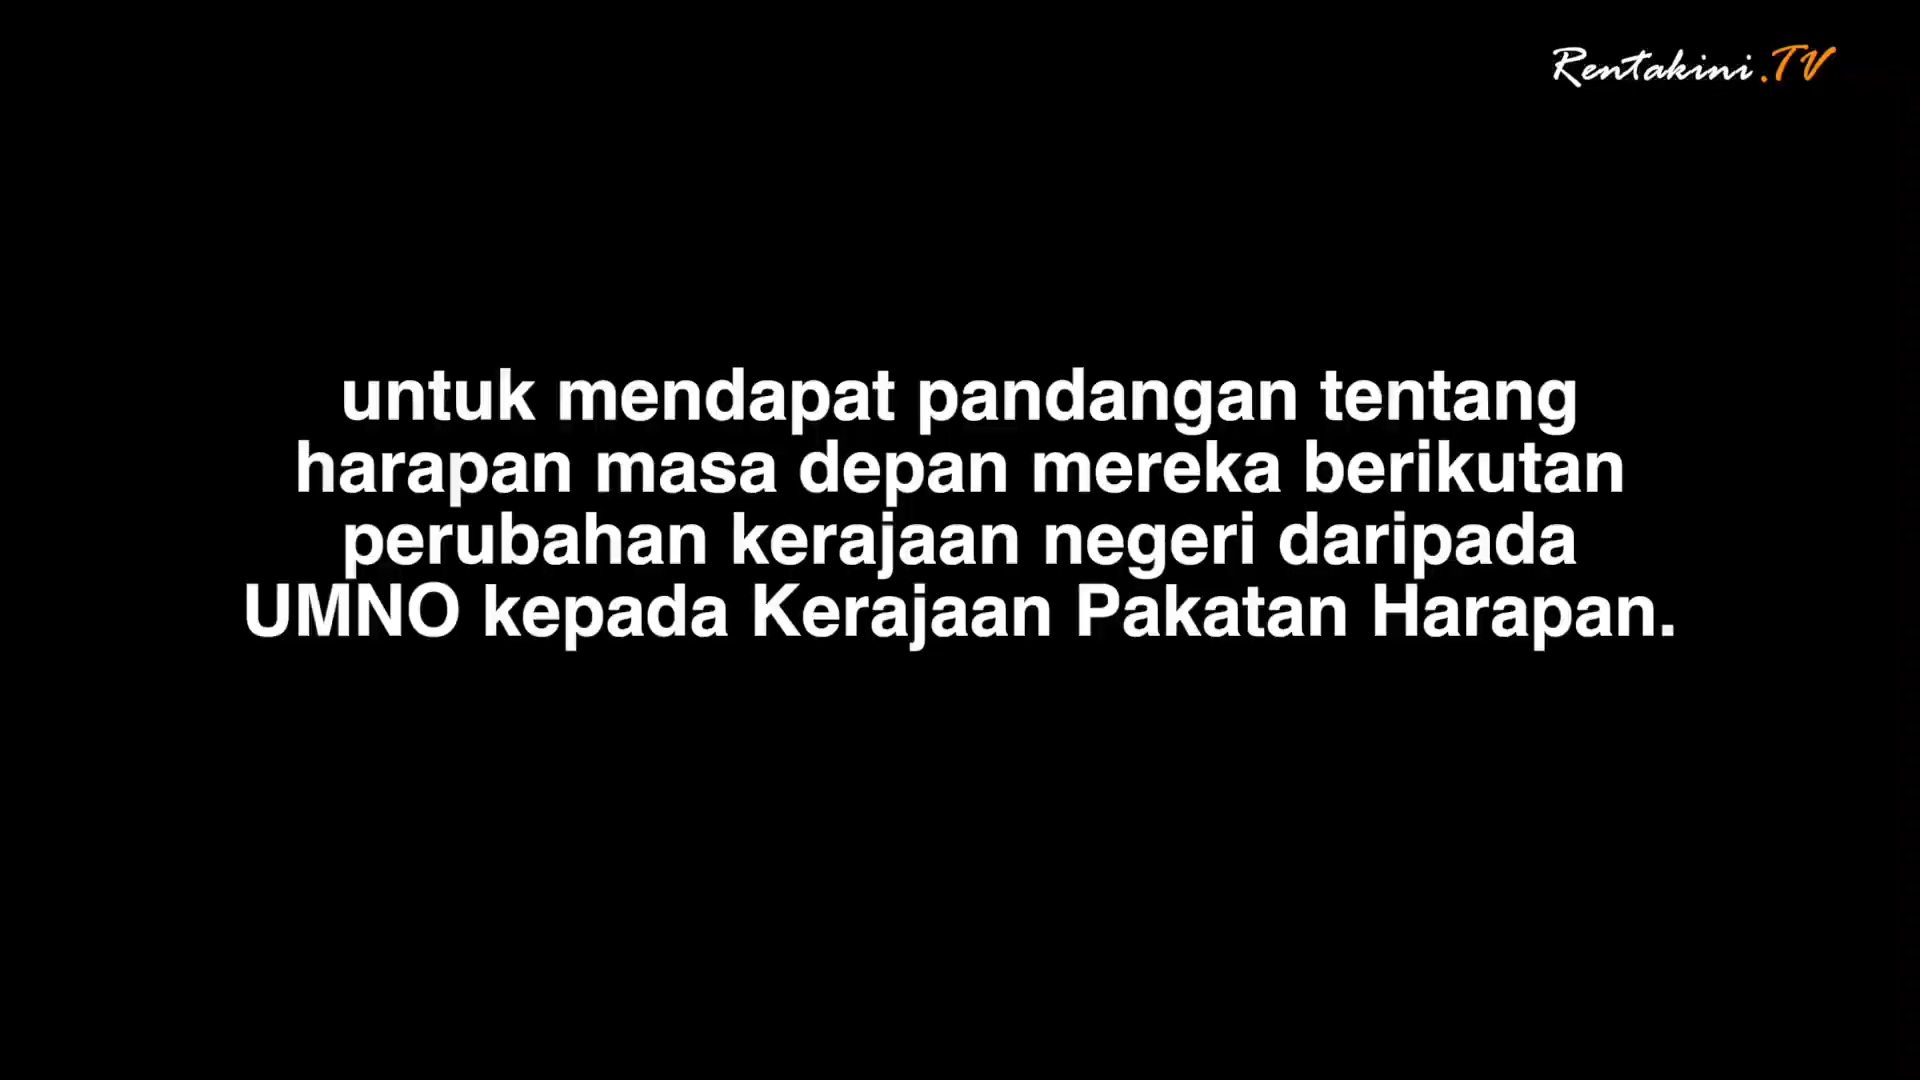 Rentakini.TV
untuk mendapat pandangan tentang
harapan masa depan mereka berikutan
perubahan kerajaan negeri daripada
UMNO kepada Kerajaan Pakatan Harapan.